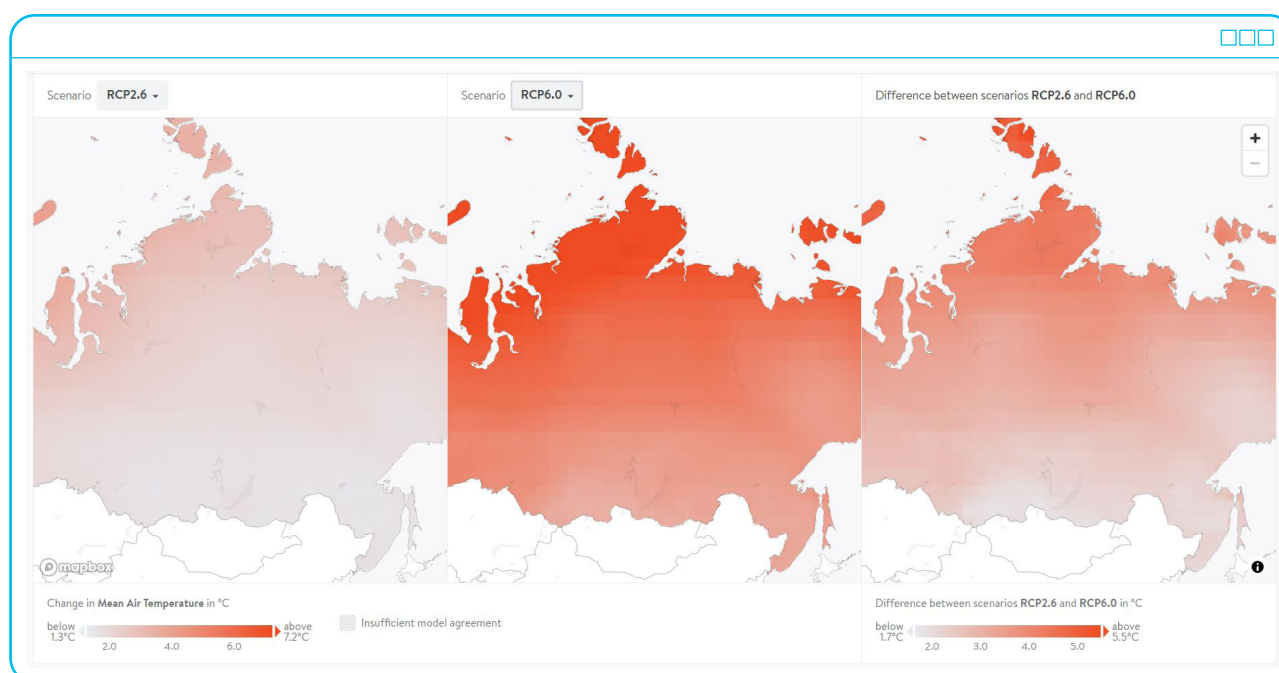 Scenario RCP2.6
Scenario RCP6.0
Difference between scenarios RCP2.6 and RCP6.0
+
−
mapbox
i
Change in Mean Air Temperature in °C
below
1.3°C
2.0 4.0 6.0
above
7.2°C
Insufficient model agreement
Difference between scenarios RCP2.6 and RCP6.0 in °C
below
1.7°C
2.0 3.0 4.0 5.0
above
5.5°C